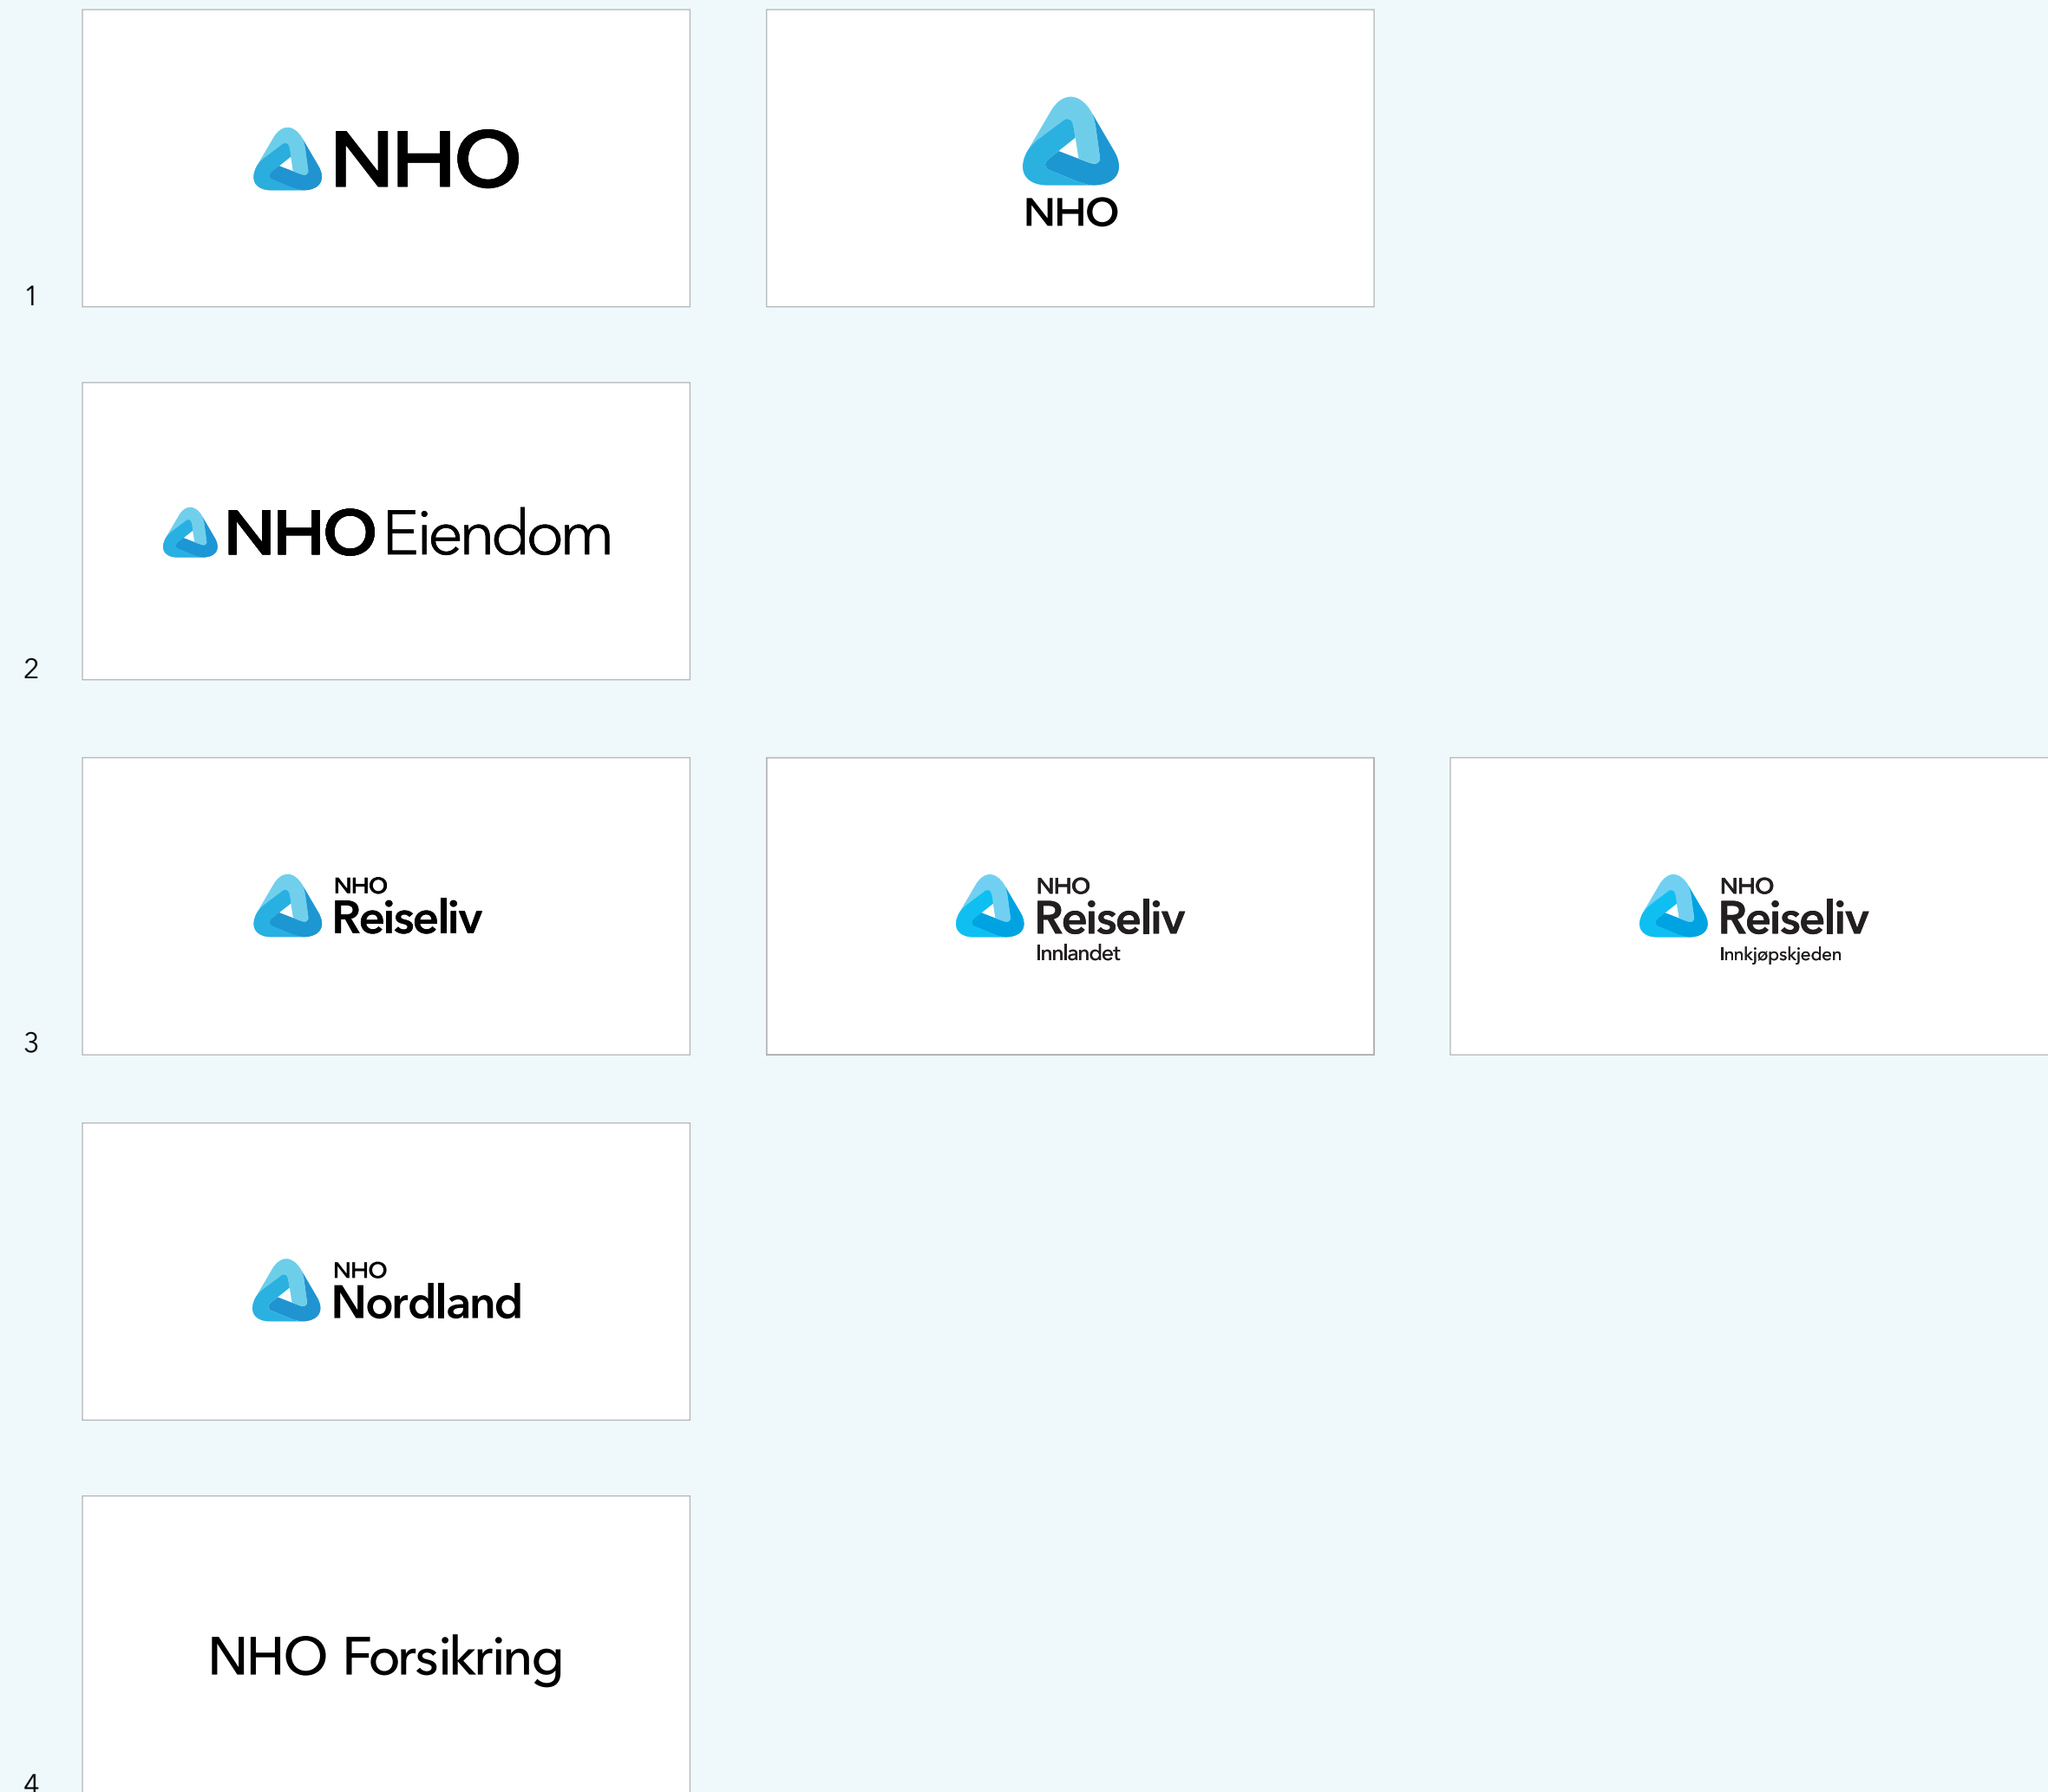 NHO
NHO
1
NHO Eiendom
2
NHO
Reiseliv
NHO
Reiseliv
Innlandet
NHO
Reiseliv
Innkjøpskjeden
3
NHO
Nordland
NHO Forsikring
4